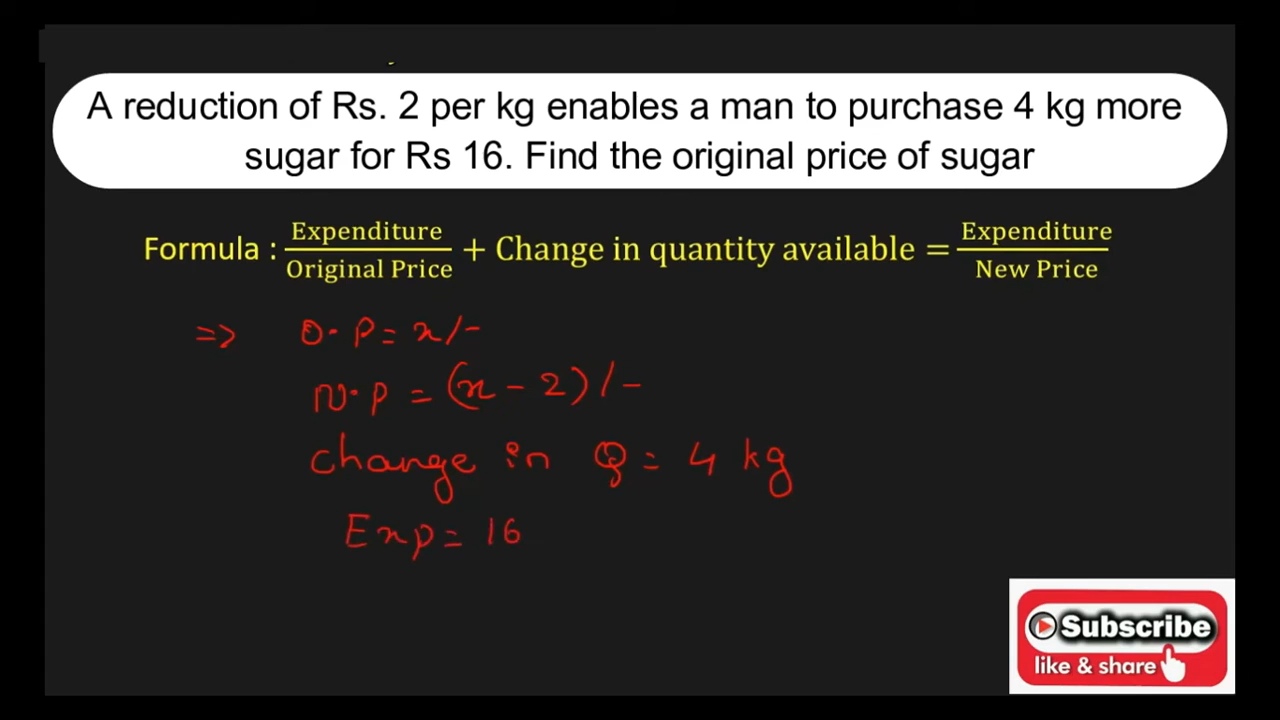 A reduction of Rs. 2 per kg enables a man to purchase 4 kg more
sugar for Rs 16. Find the original price of sugar
Formula : Expenditure/Original Price + Change in quantity available = Expenditure/New Price
=> O.P = x/-
N.P = (x - 2)/-
change in Q = 4 kg
Exp = 16
Subscribe
like & share